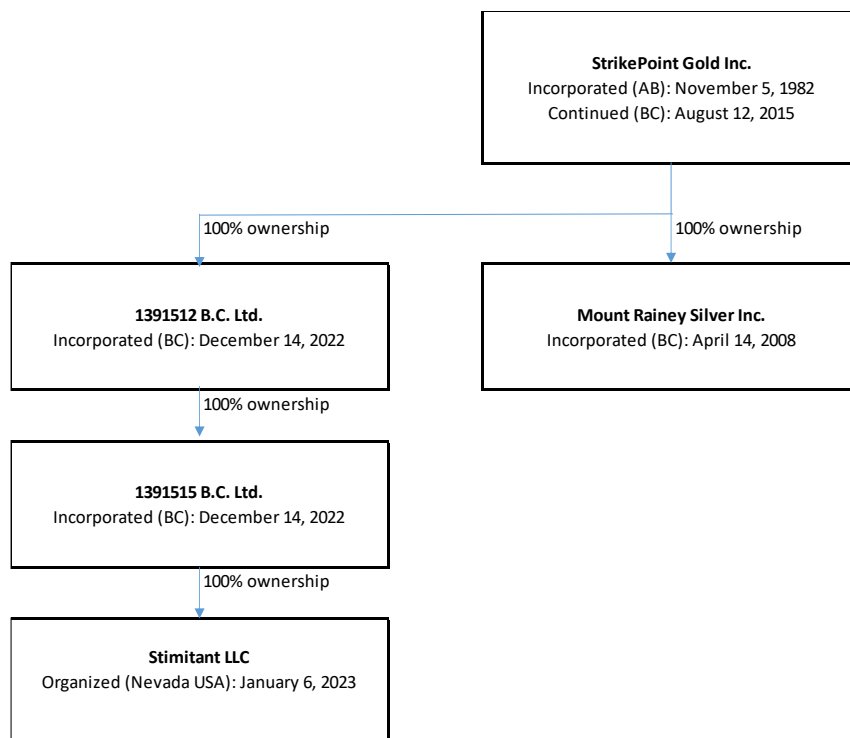 StrikePoint Gold Inc.
Incorporated (AB): November 5, 1982
Continued (BC): August 12, 2015
100% ownership
100% ownership
1391512 B.C. Ltd.
Incorporated (BC): December 14, 2022
Mount Rainey Silver Inc.
Incorporated (BC): April 14, 2008
100% ownership
1391515 B.C. Ltd.
Incorporated (BC): December 14, 2022
100% ownership
Stimitant LLC
Organized (Nevada USA): January 6, 2023